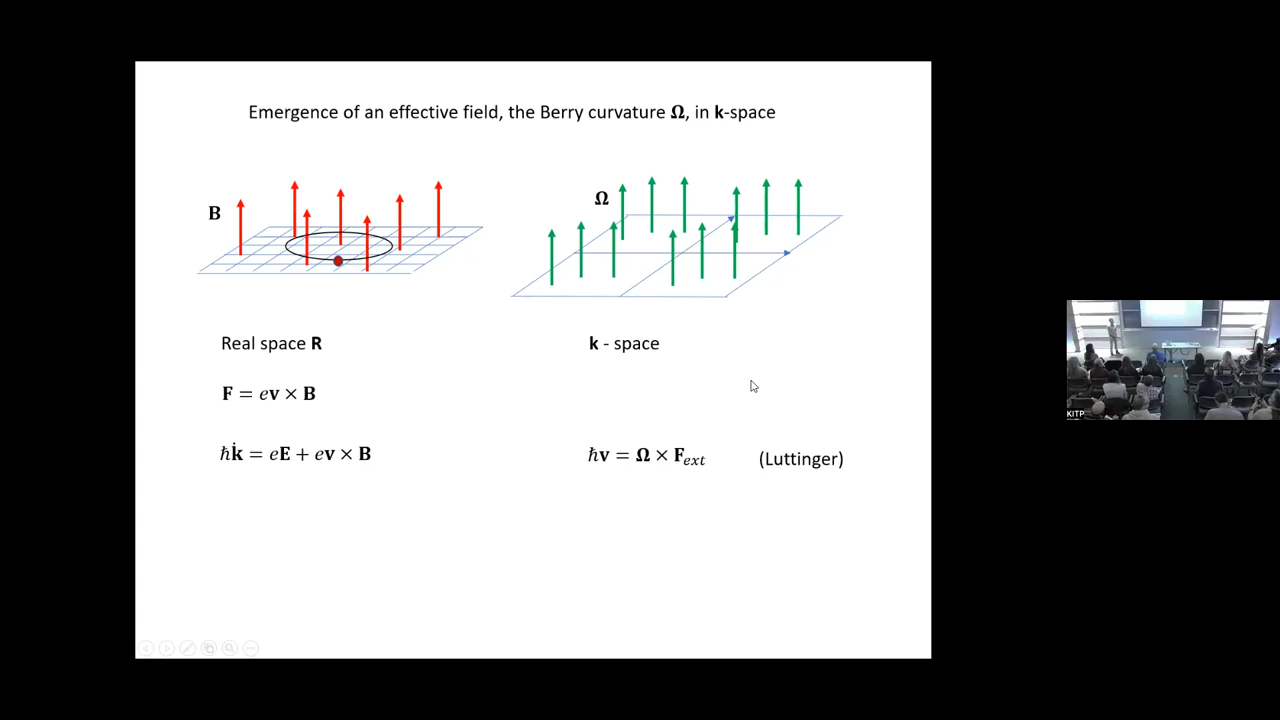 Emergence of an effective field, the Berry curvature Ω, in k-space
B
Ω
Real space R
k - space
F = ev × B
ħk̇ = eE + ev × B
ħv = Ω × F_ext
(Luttinger)
KITP